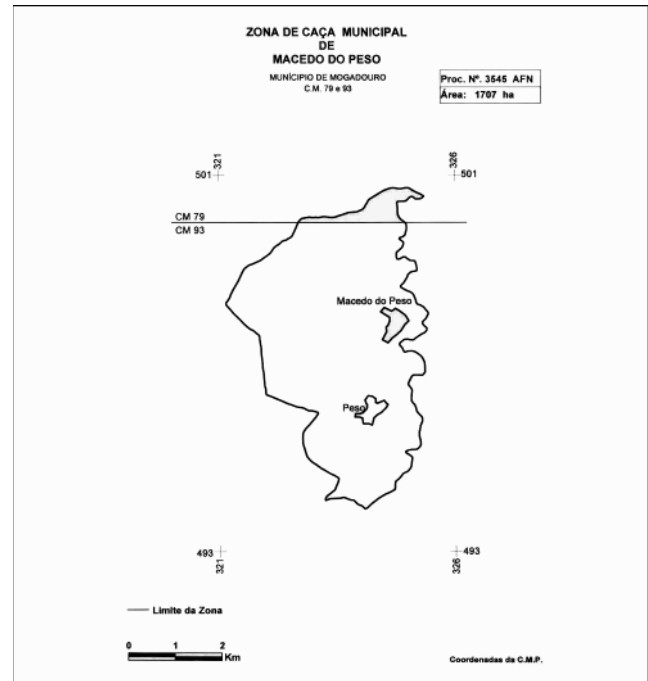 ZONA DE CAÇA MUNICIPAL
DE
MACEDO DO PESO
MUNÍCIPIO DE MOGADOURO
C.M. 79 e 93
Proc. Nº. 3545 AFN
Área: 1707 ha
321
326
501
501
CM 79
CM 93
Macedo do Peso
Peso
493
493
321
326
Limite da Zona
0 1 2
Km
Coordenadas da C.M.P.